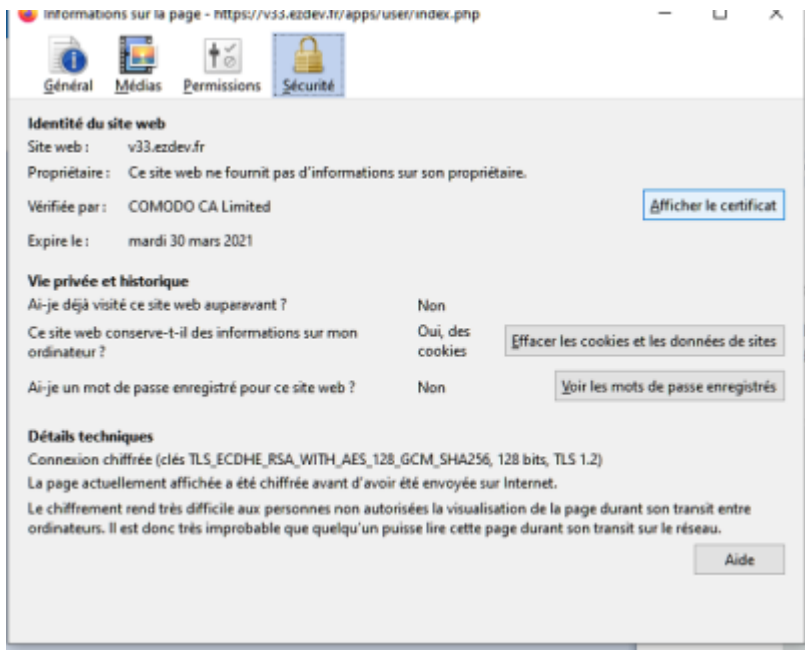 Informations sur la page - https://v33.ezdev.fr/apps/user/index.php
Général Médias Permissions Sécurité
Identité du site web
Site web : v33.ezdev.fr
Propriétaire : Ce site web ne fournit pas d'informations sur son propriétaire.
Vérifiée par : COMODO CA Limited Afficher le certificat
Expire le : mardi 30 mars 2021
Vie privée et historique
Ai-je déjà visité ce site web auparavant ? Non
Ce site web conserve-t-il des informations sur mon Oui, des Effacer les cookies et les données de sites
ordinateur ? cookies
Ai-je un mot de passe enregistré pour ce site web ? Non Voir les mots de passe enregistrés
Détails techniques
Connexion chiffrée (clés TLS_ECDHE_RSA_WITH_AES_128_GCM_SHA256, 128 bits, TLS 1.2)
La page actuellement affichée a été chiffrée avant d'avoir été envoyée sur Internet.
Le chiffrement rend très difficile aux personnes non autorisées la visualisation de la page durant son transit entre
ordinateurs. Il est donc très improbable que quelqu'un puisse lire cette page durant son transit sur le réseau.
Aide